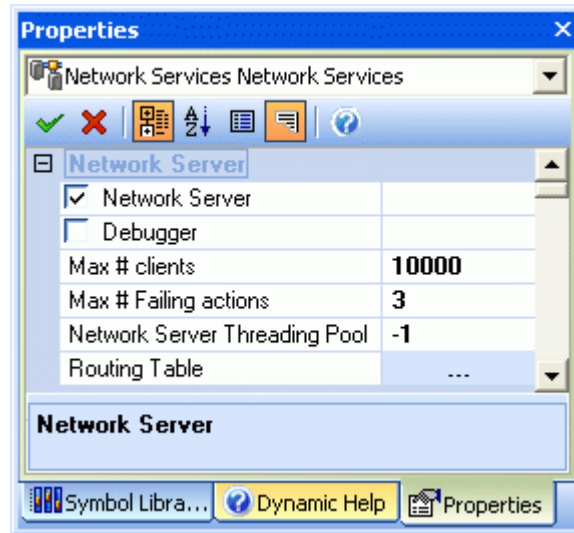 Properties
Network Services Network Services
Network Server
Network Server
Debugger
Max # clients 10000
Max # Failing actions 3
Network Server Threading Pool -1
Routing Table ...
Network Server
Symbol Libra... Dynamic Help Properties